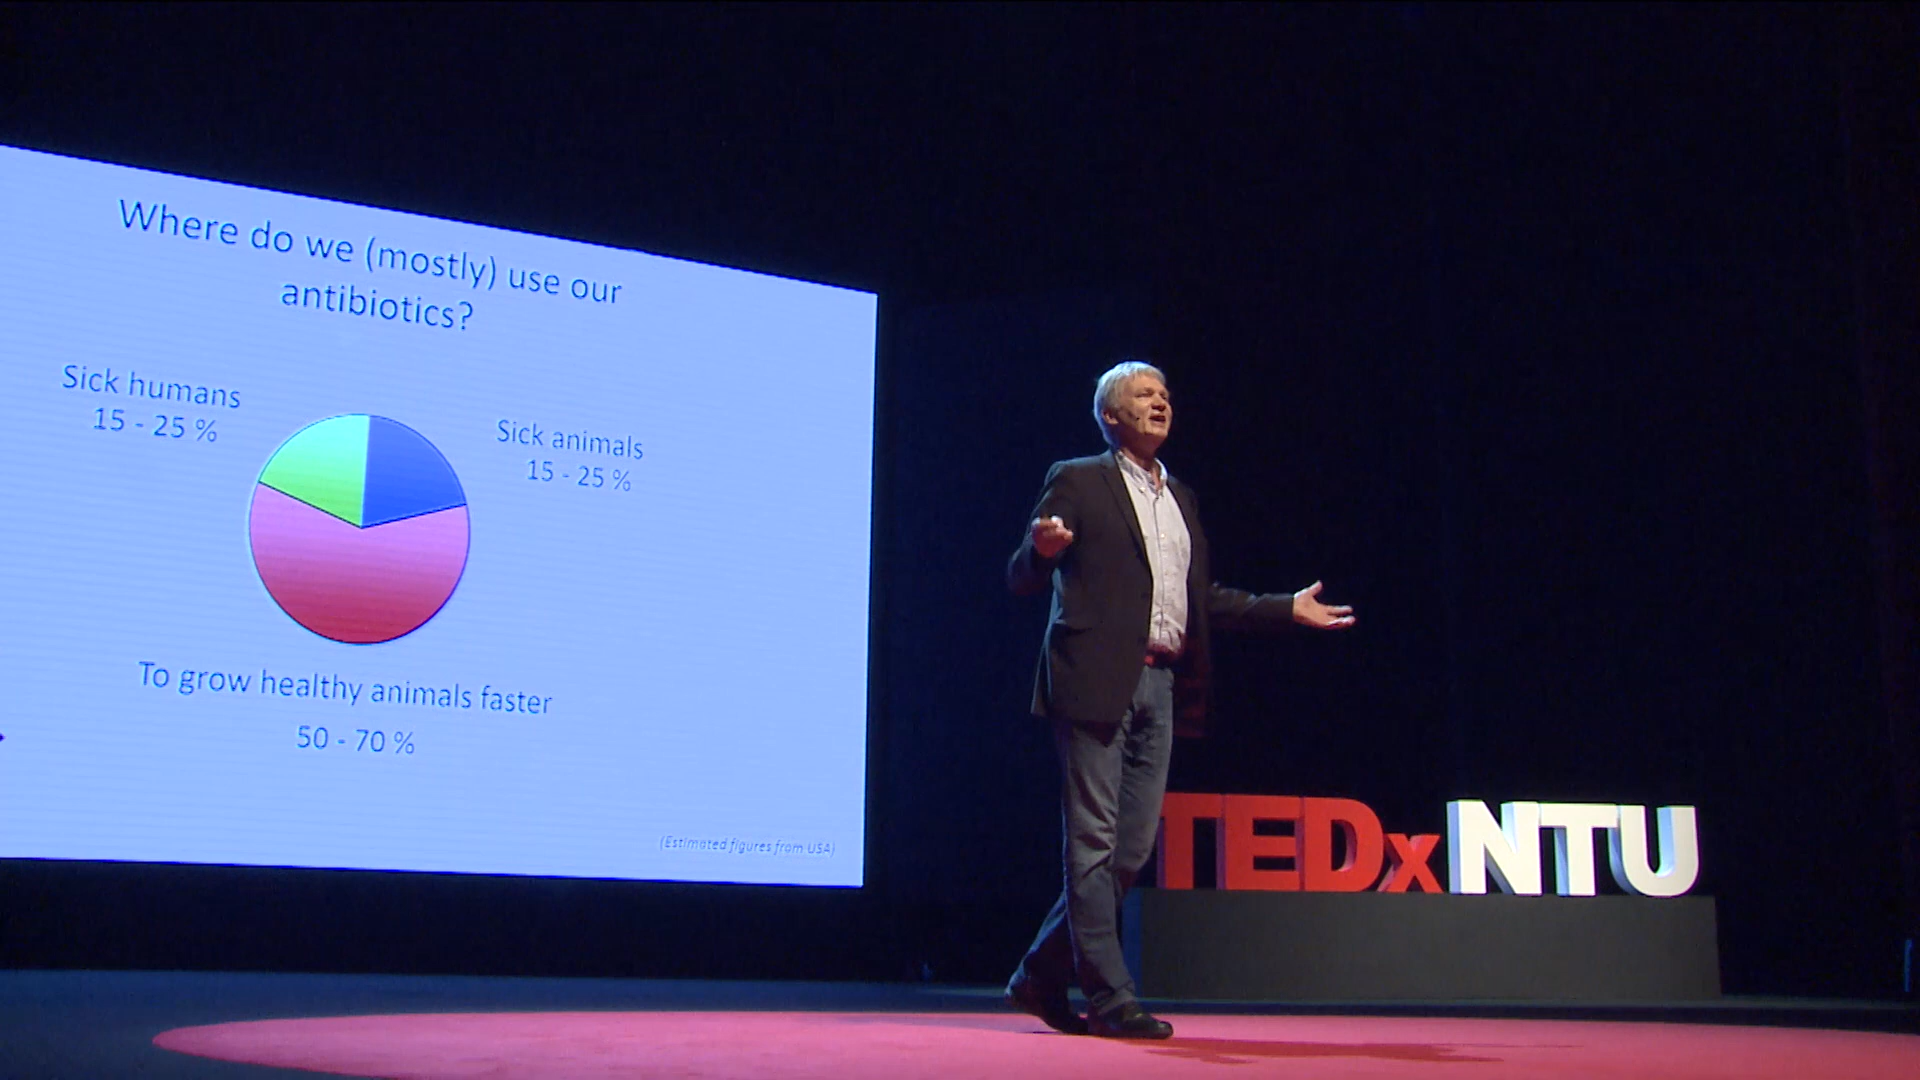 Where do we (mostly) use our
antibiotics?
Sick humans
15 - 25 %
Sick animals
15 - 25 %
To grow healthy animals faster
50 - 70 %
(Estimated figures from USA)
TEDxNTU